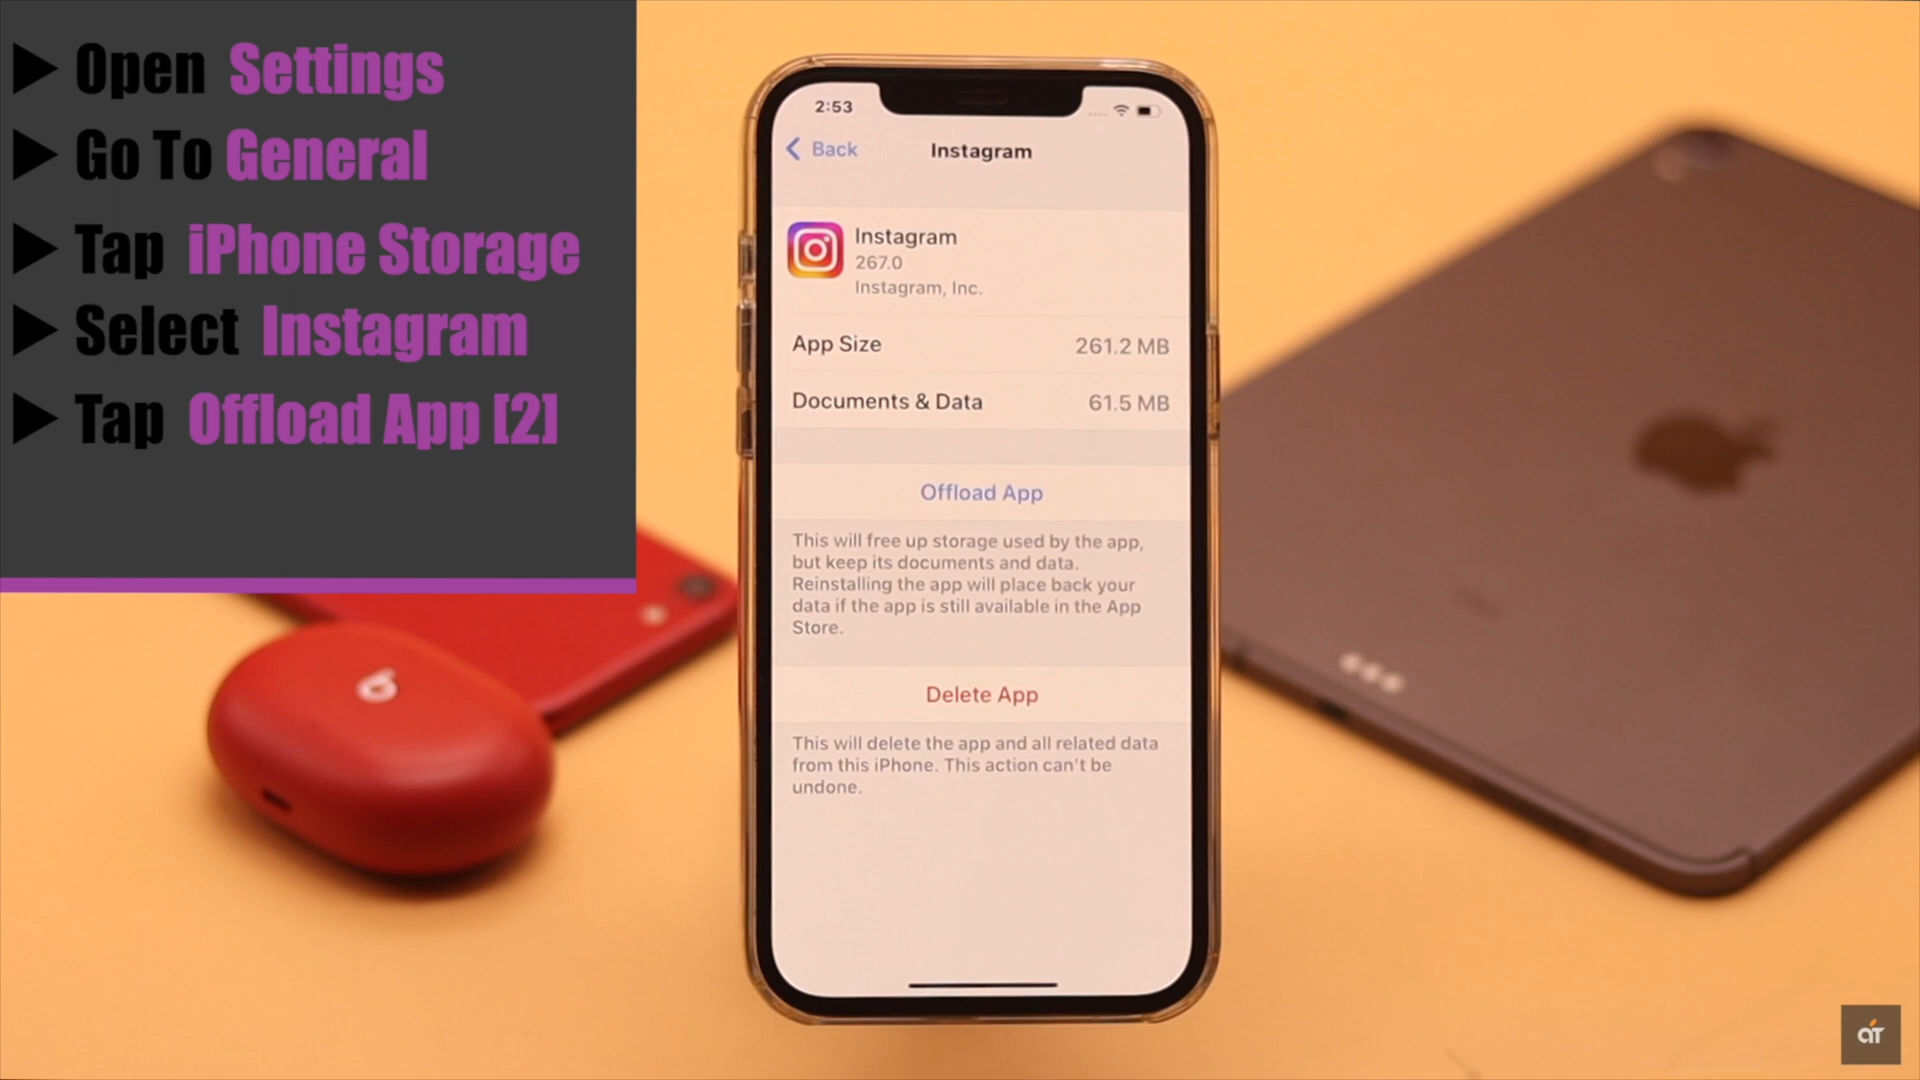 Open Settings
Go To General
Tap iPhone Storage
Select Instagram
Tap Offload App [2]
2:53
Back
Instagram
Instagram
267.0
Instagram, Inc.
App Size 261.2 MB
Documents & Data 61.5 MB
Offload App
This will free up storage used by the app,
but keep its documents and data.
Reinstalling the app will place back your
data if the app is still available in the App
Store.
Delete App
This will delete the app and all related data
from this iPhone. This action can't be
undone.
b
aT